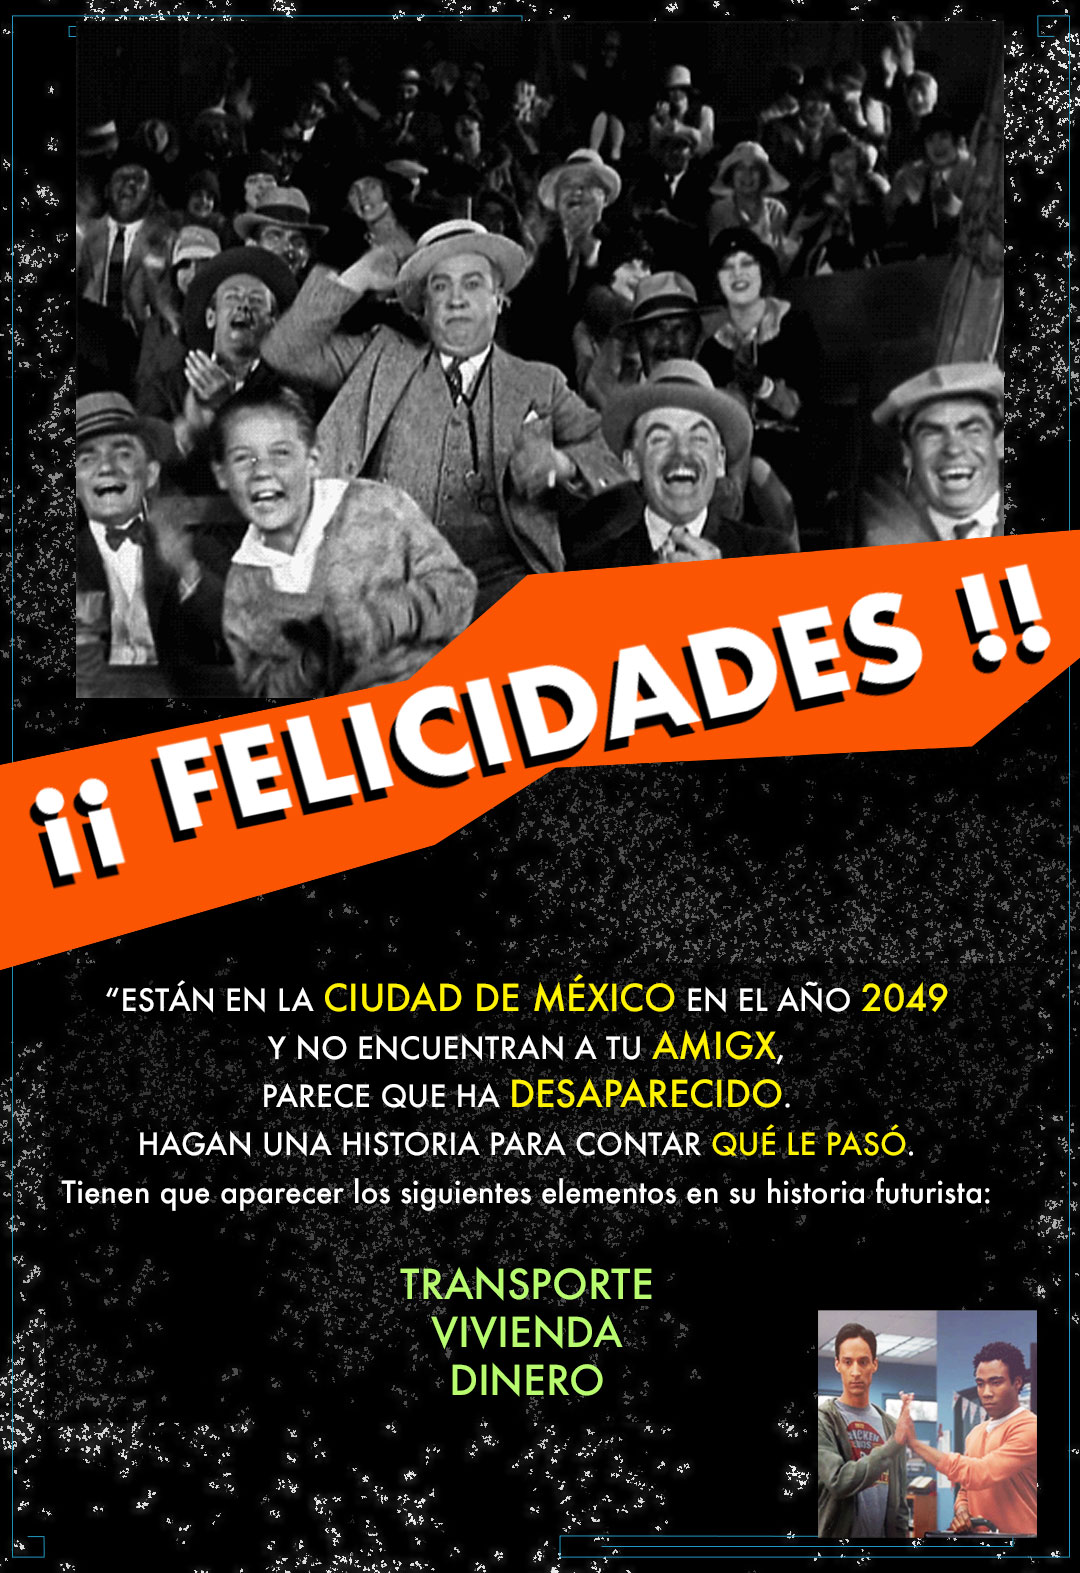 ¡¡ FELICIDADES !!
“ESTÁN EN LA CIUDAD DE MÉXICO EN EL AÑO 2049
Y NO ENCUENTRAN A TU AMIGX,
PARECE QUE HA DESAPARECIDO.
HAGAN UNA HISTORIA PARA CONTAR QUÉ LE PASÓ.
Tienen que aparecer los siguientes elementos en su historia futurista:
TRANSPORTE
VIVIENDA
DINERO